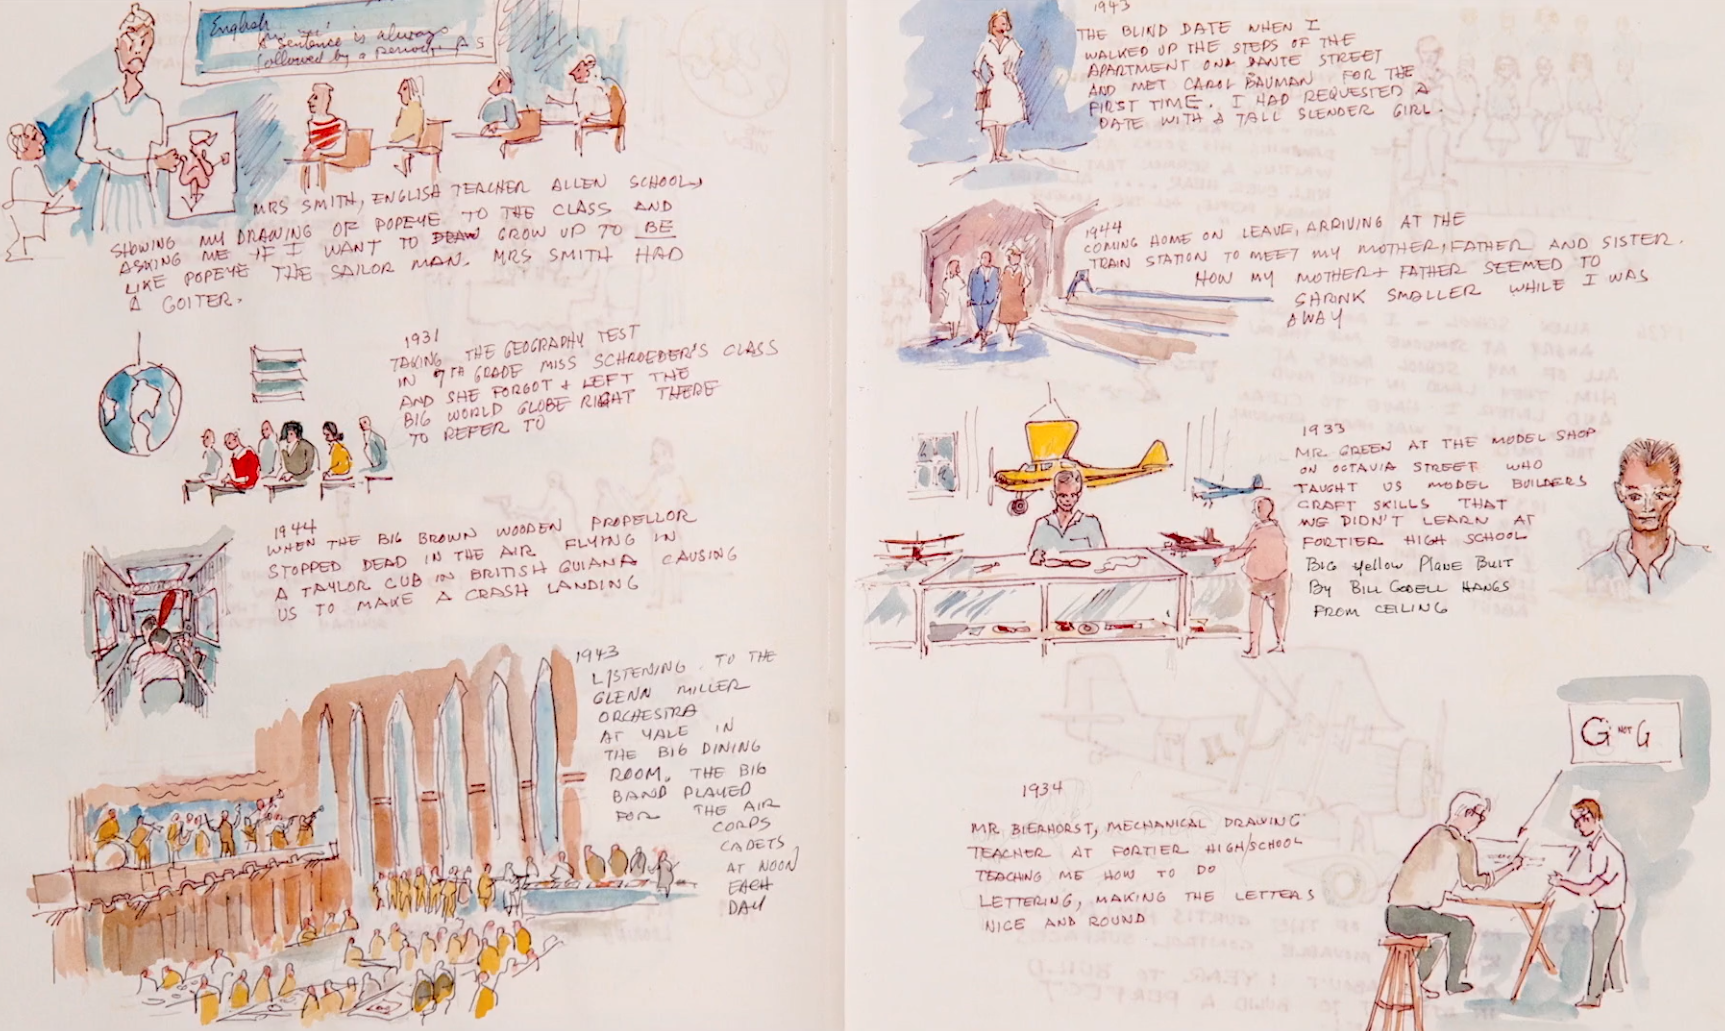 English
A sentence is always
followed by a period.
MRS SMITH, ENGLISH TEACHER ALLEN SCHOOL,
SHOWING MY DRAWING OF POPEYE TO THE CLASS AND
ASKING ME IF I WANT TO DRAW GROW UP TO BE
LIKE POPEYE THE SAILOR MAN. MRS SMITH HAD
A GOITER.
1931
TAKING THE GEOGRAPHY TEST
IN 7TH GRADE MISS SCHROEDER'S CLASS
AND SHE FORGOT + LEFT THE
BIG WORLD GLOBE RIGHT THERE
TO REFER TO
1944
WHEN THE BIG BROWN WOODEN PROPELLOR
STOPPED DEAD IN THE AIR FLYING IN
A TAYLOR CUB IN BRITISH GUIANA CAUSING
US TO MAKE A CRASH LANDING
1943
LISTENING TO THE
GLENN MILLER
ORCHESTRA
AT YALE IN
THE BIG DINING
ROOM. THE BIG
BAND PLAYED
FOR THE AIR
CORPS
CADETS
AT NOON
EACH
DAY
1943
THE BLIND DATE WHEN I
WALKED UP THE STEPS OF THE
APARTMENT ON DANTE STREET
AND MET CAROL BAUMAN FOR THE
FIRST TIME. I HAD REQUESTED A
DATE WITH A TALL SLENDER GIRL.
1944
COMING HOME ON LEAVE, ARRIVING AT THE
TRAIN STATION TO MEET MY MOTHER, FATHER AND SISTER.
HOW MY MOTHER + FATHER SEEMED TO
SHRINK SMALLER WHILE I WAS
AWAY
1933
MR. GREEN AT THE MODEL SHOP
ON OCTAVIA STREET WHO
TAUGHT US MODEL BUILDERS
CRAFT SKILLS THAT
WE DIDN'T LEARN AT
FORTIER HIGH SCHOOL
BIG Yellow Plane Built
By BILL GODELL HANGS
FROM CEILING
G NOT G
1934
MR. BIERHORST, MECHANICAL DRAWING
TEACHER AT FORTIER HIGH SCHOOL
TEACHNG ME HOW TO DO
LETTERING, MAKING THE LETTERS
NICE AND ROUND